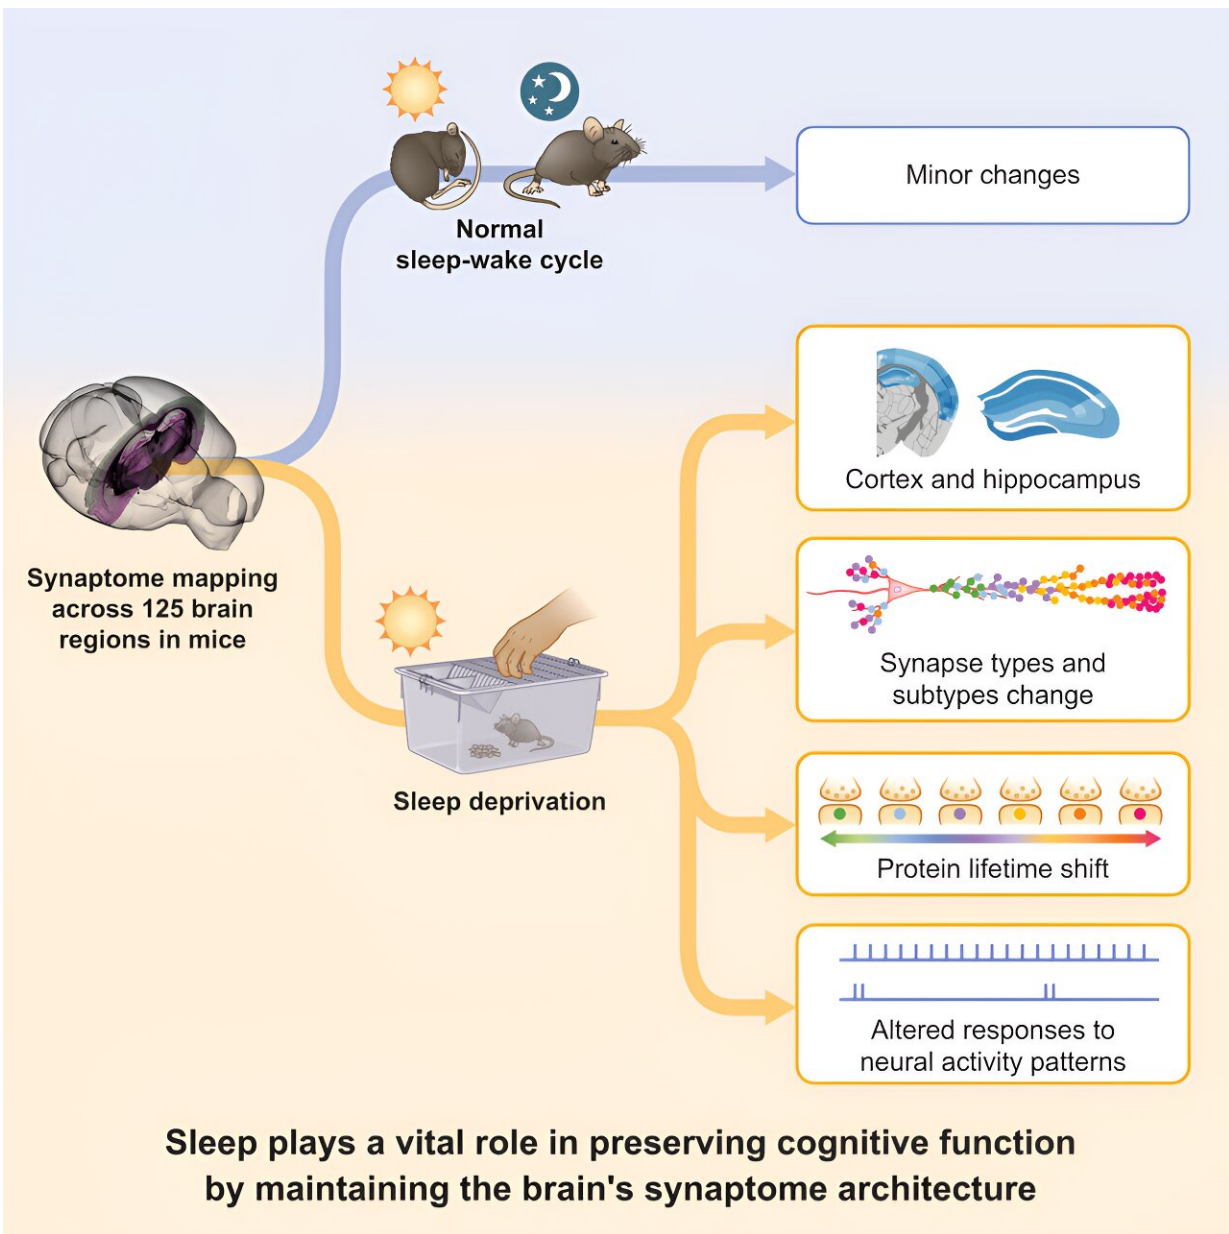 Normal
sleep-wake cycle
Minor changes
Synaptome mapping
across 125 brain
regions in mice
Sleep deprivation
Cortex and hippocampus
Synapse types and
subtypes change
Protein lifetime shift
Altered responses to
neural activity patterns
Sleep plays a vital role in preserving cognitive function
by maintaining the brain's synaptome architecture